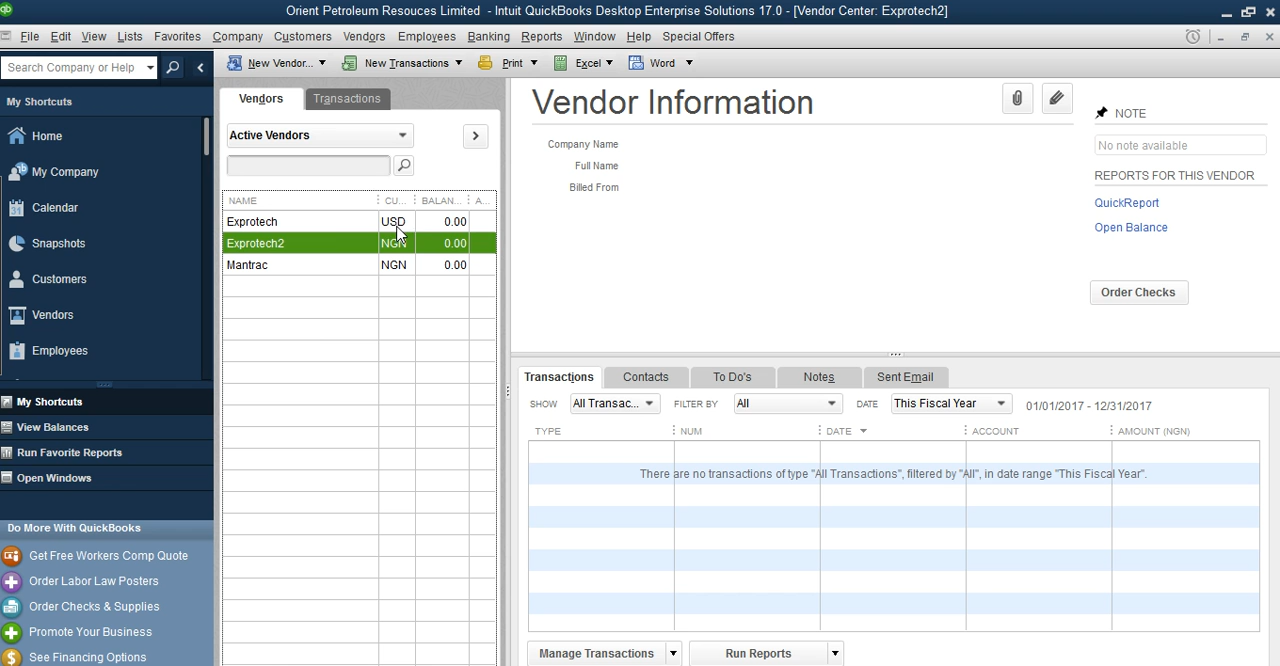 Orient Petroleum Resouces Limited - Intuit QuickBooks Desktop Enterprise Solutions 17.0 - [Vendor Center: Exprotech2]
File Edit View Lists Favorites Company Customers Vendors Employees Banking Reports Window Help Special Offers
Search Company or Help
New Vendor... New Transactions Print Excel Word
My Shortcuts
Home
My Company
Calendar
Snapshots
Customers
Vendors
Employees
My Shortcuts
View Balances
Run Favorite Reports
Open Windows
Do More With QuickBooks
Get Free Workers Comp Quote
Order Labor Law Posters
Order Checks & Supplies
Promote Your Business
See Financing Options
Vendors Transactions
Active Vendors
NAME CU... BALAN... A...
Exprotech USD 0.00
Exprotech2 NGN 0.00
Mantrac NGN 0.00
Vendor Information
Company Name
Full Name
Billed From
NOTE
No note available
REPORTS FOR THIS VENDOR
QuickReport
Open Balance
Order Checks
Transactions Contacts To Do's Notes Sent Email
SHOW All Transac... FILTER BY All DATE This Fiscal Year 01/01/2017 - 12/31/2017
TYPE NUM DATE ACCOUNT AMOUNT (NGN)
There are no transactions of type "All Transactions", filtered by "All", in date range "This Fiscal Year".
Manage Transactions Run Reports